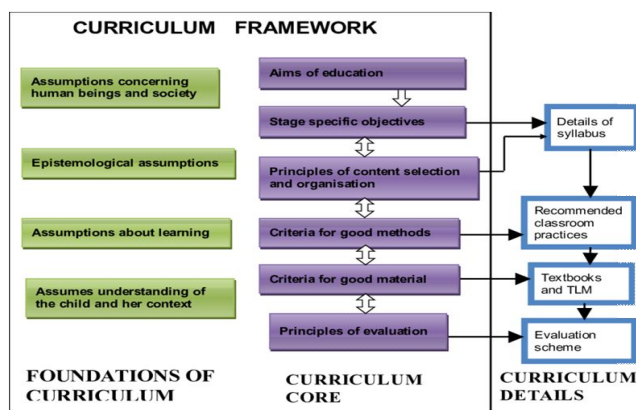 CURRICULUM FRAMEWORK
Assumptions concerning
human beings and society
Epistemological assumptions
Assumptions about learning
Assumes understanding of
the child and her context
FOUNDATIONS OF
CURRICULUM
Aims of education
Stage specific objectives
Principles of content selection
and organisation
Criteria for good methods
Criteria for good material
Principles of evaluation
CURRICULUM
CORE
Details of
syllabus
Recommended
classroom
practices
Textbooks
and TLM
Evaluation
scheme
CURRICULUM
DETAILS